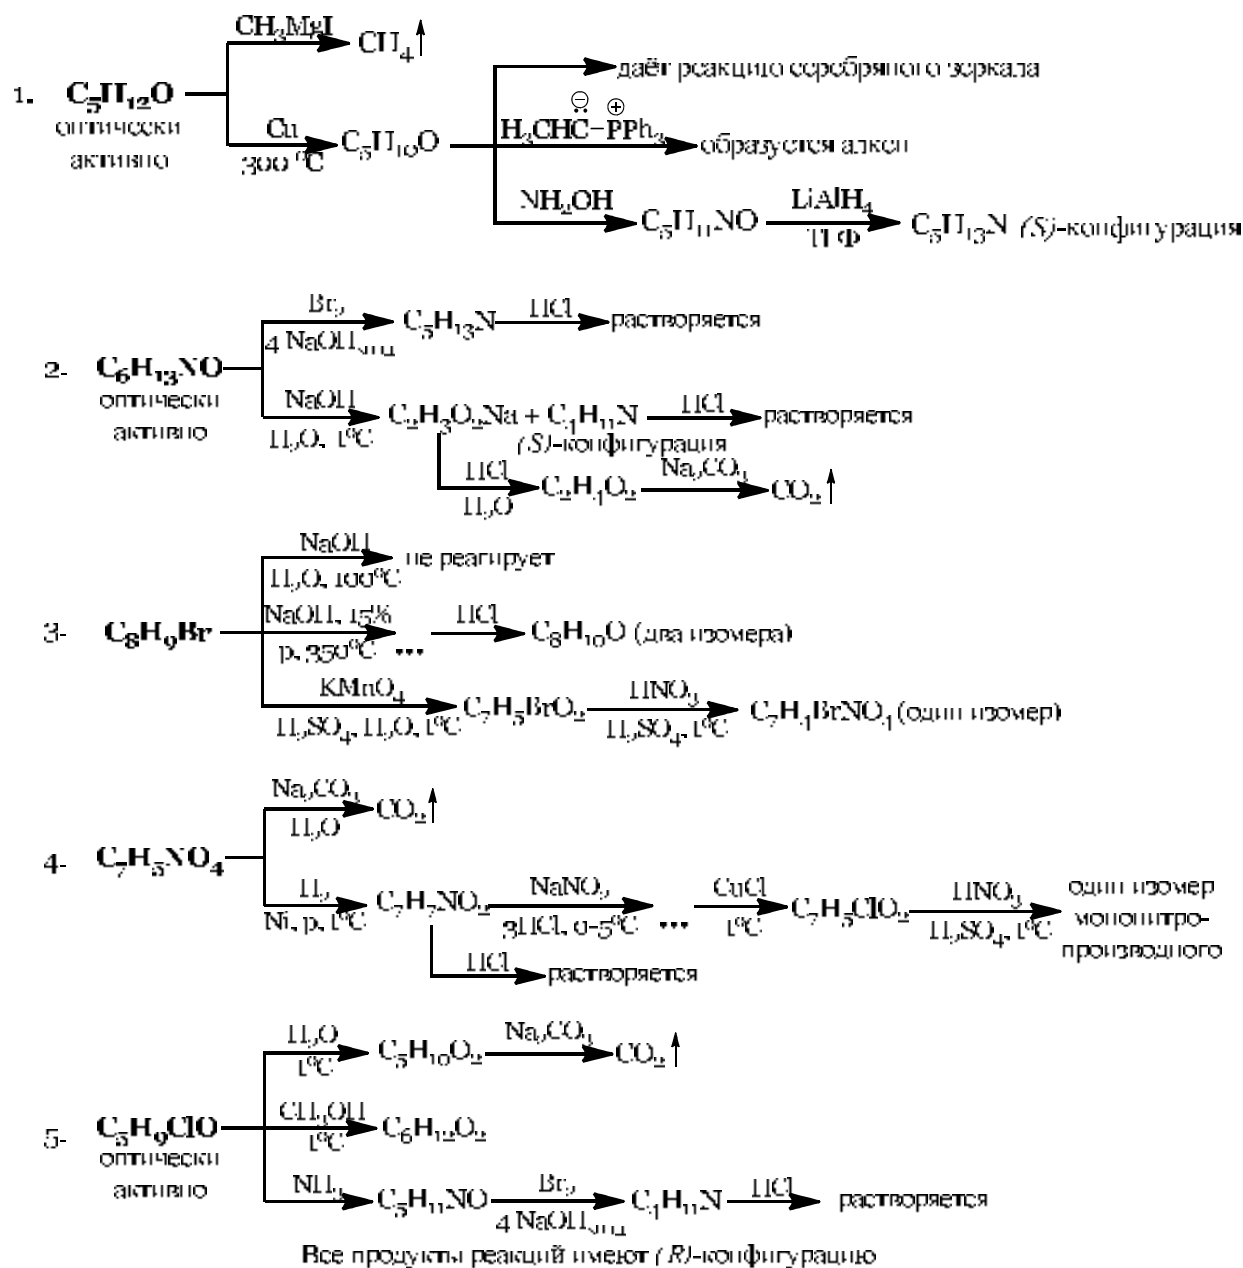 CH₃MgI
CH₄↑
1. C₅H₁₂O
оптически
активно
Cu
300 °C
C₅H₁₀O
даёт реакцию серебряного зеркала
H₃CHC–PPh₃
⊖ ⊕
образуется алкен
NH₂OH
C₅H₁₁NO
LiAlH₄
ТГФ
C₅H₁₃N (S)-конфигурация
2- C₆H₁₃NO
оптически
активно
Br₂
4 NaOH
C₅H₁₃N
HCl
растворяется
NaOH
H₂O, t°C
C₂H₃O₂Na + C₄H₁₁N
(S)-конфигурация
HCl
растворяется
HCl
H₂O
C₂H₄O₂
Na₂CO₃
CO₂↑
3- C₈H₉Br
NaOH
H₂O, 100°C
не реагирует
NaOH, 15%
p, 350°C
...
HCl
C₈H₁₀O (два изомера)
KMnO₄
H₂SO₄, H₂O, t°C
C₇H₅BrO₂
HNO₃
H₂SO₄, t°C
C₇H₄BrNO₄ (один изомер)
4- C₇H₅NO₄
Na₂CO₃
H₂O
CO₂↑
H₂
Ni, p, t°C
C₇H₇NO₂
NaNO₂
3HCl, 0-5°C
...
CuCl
t°C
C₇H₅ClO₂
HNO₃
H₂SO₄, t°C
один изомер
мононитро-
производного
HCl
растворяется
5- C₅H₉ClO
оптически
активно
H₂O
t°C
C₅H₁₀O₂
Na₂CO₃
CO₂↑
CH₃OH
t°C
C₆H₁₂O₂
NH₃
C₅H₁₁NO
Br₂
4 NaOH
C₄H₁₁N
HCl
растворяется
Все продукты реакций имеют (R)-конфигурацию